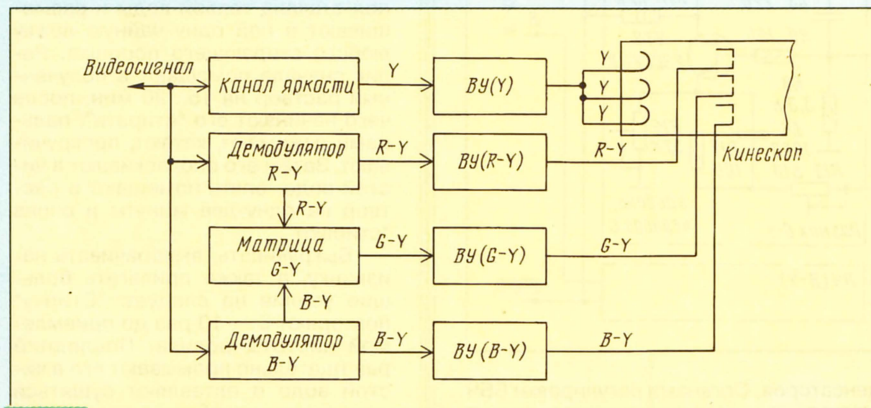 Видеосигнал
Канал яркости
Y
ВУ(Y)
Y
Y
Y
Кинескоп
Демодулятор
R-Y
R-Y
ВУ(R-Y)
R-Y
R-Y
Матрица
G-Y
G-Y
ВУ(G-Y)
G-Y
B-Y
Демодулятор
B-Y
B-Y
ВУ(B-Y)
B-Y